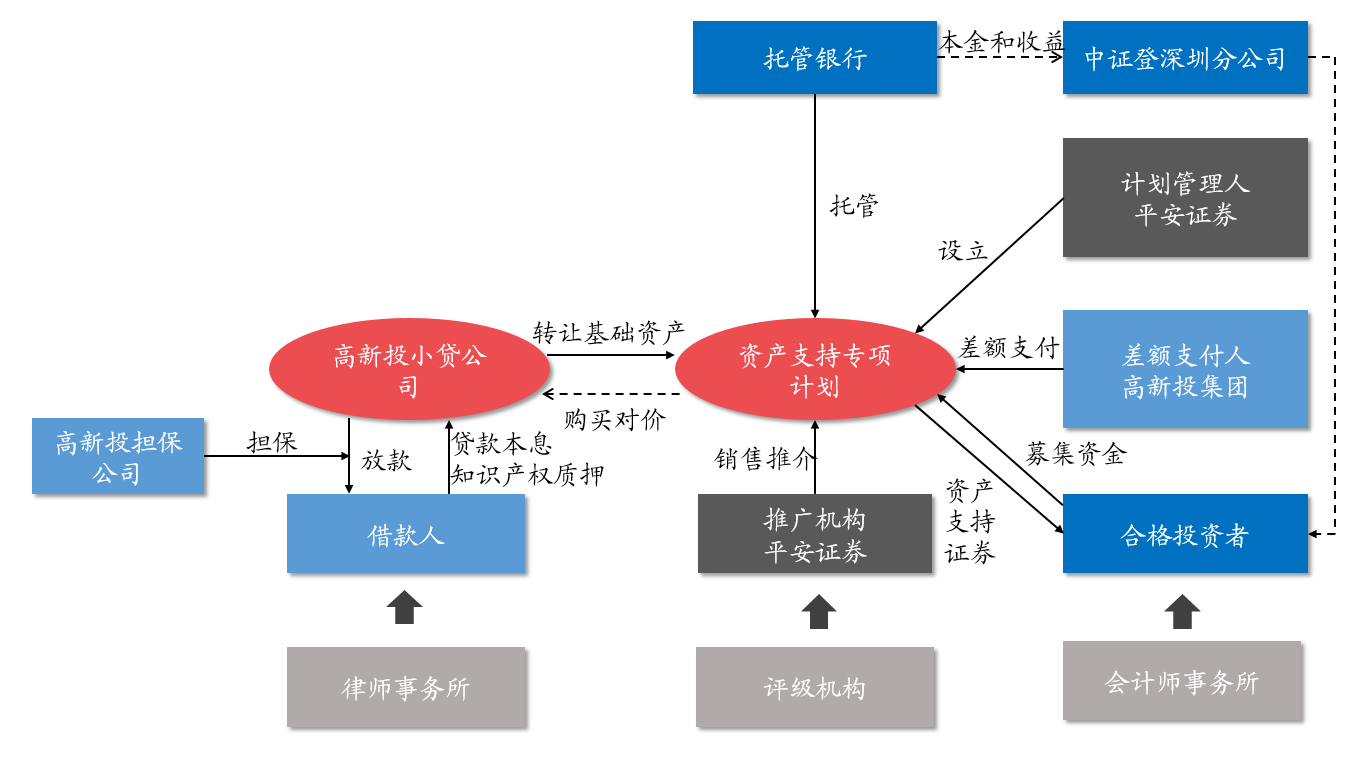 托管银行
本金和收益
中证登深圳分公司
计划管理人
平安证券
托管
设立
高新投小贷公
司
转让基础资产
购买对价
资产支持专项
计划
差额支付
差额支付人
高新投集团
高新投担保
公司
担保
放款
贷款本息
知识产权质押
销售推介
募集资金
资产
支持
证券
借款人
推广机构
平安证券
合格投资者
律师事务所
评级机构
会计师事务所